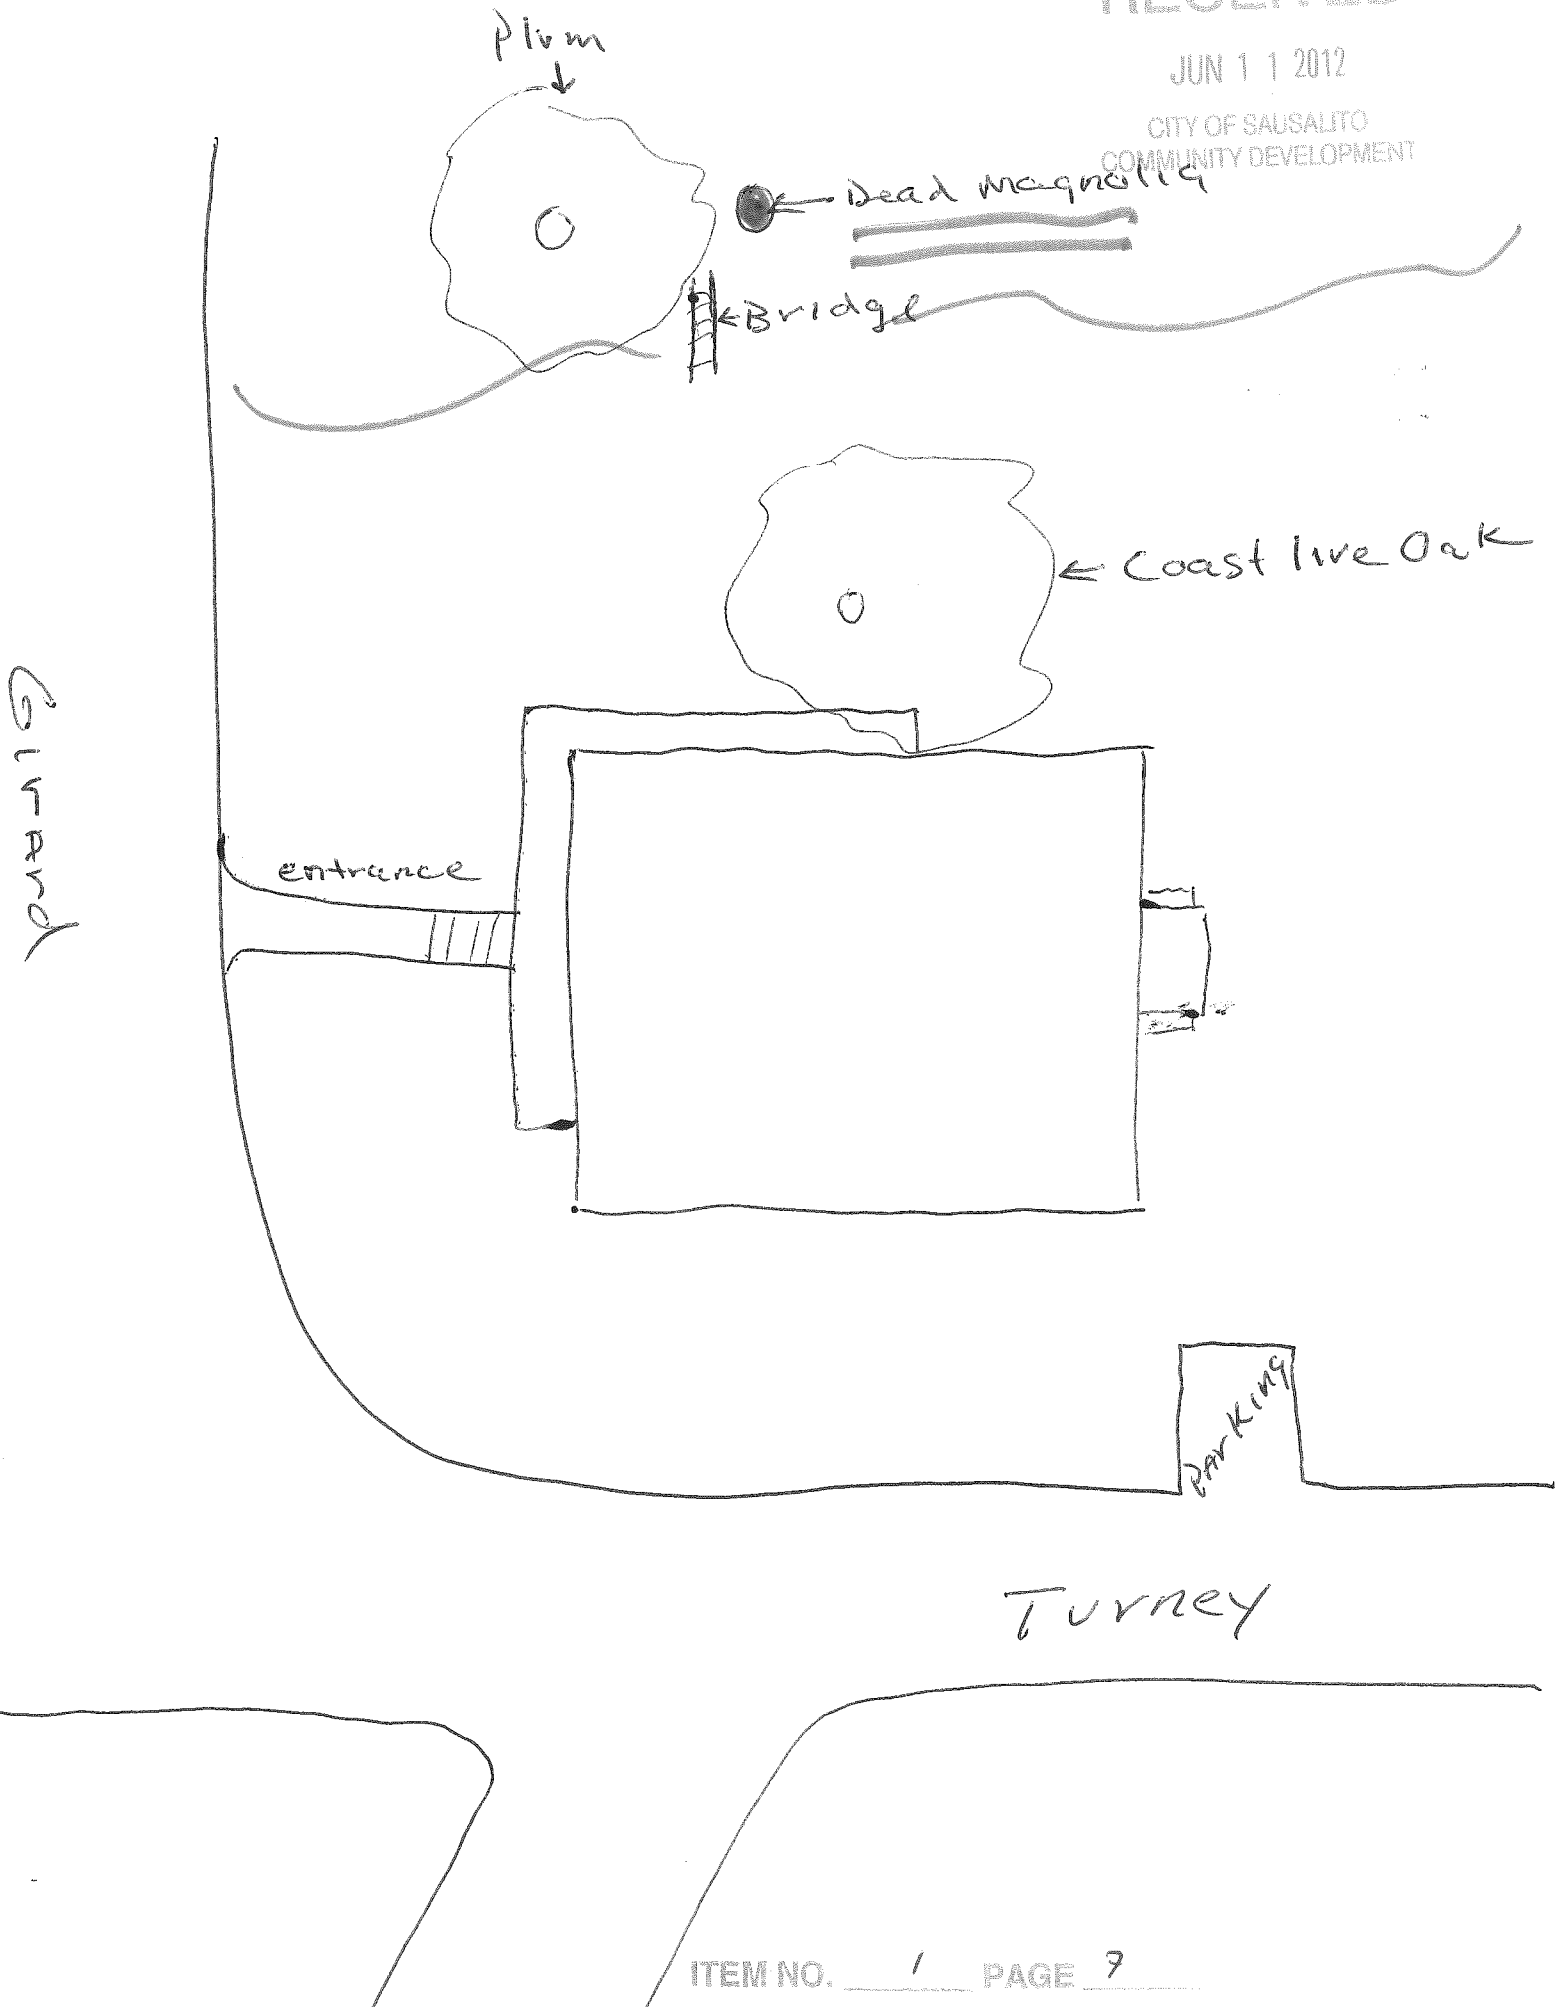 Plum
RECEIVED
JUN 1 1 2012
CITY OF SAUSALITO
COMMUNITY DEVELOPMENT
Dead Magnolia
Bridge
Coast live Oak
Girard
entrance
Parking
Turney
ITEM NO. 1 PAGE 7